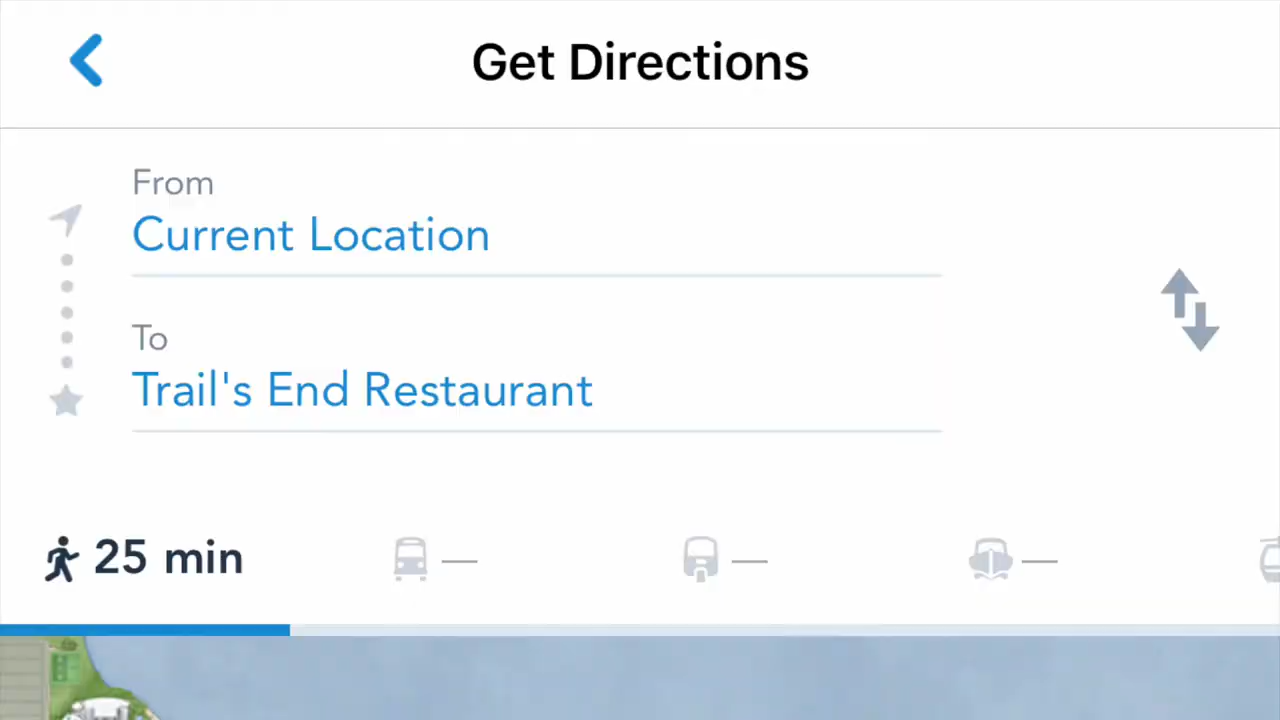 Get Directions
From
Current Location
To
Trail's End Restaurant
25 min — — —